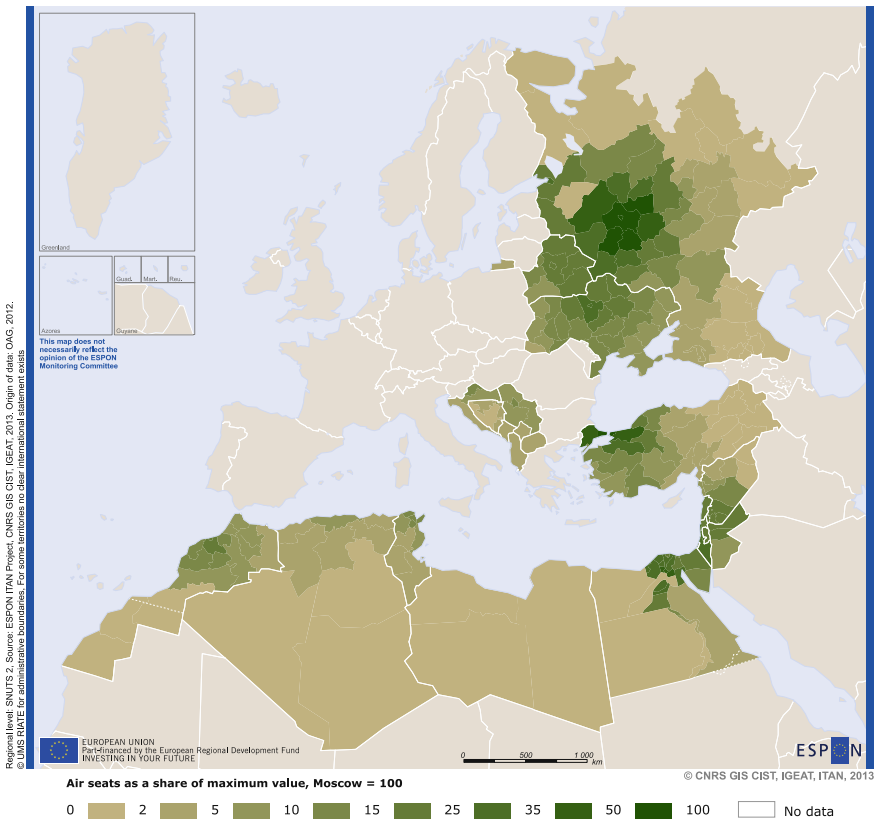 Greenland
Azores
Guad.
Mart.
Reu.
Guyane
This map does not
necessarily reflect the
opinion of the ESPON
Monitoring Committee
Regional level: SNUTS 2, Source: ESPON ITAN Project, CNRS GIS CIST, IGEAT, 2013. Origin of data: OAG, 2012.
© UMS RIATE for administrative boundaries. For some territories no clear international statement exists
EUROPEAN UNION
Part-financed by the European Regional Development Fund
INVESTING IN YOUR FUTURE
0 500 1 000
km
ESPON
© CNRS GIS CIST, IGEAT, ITAN, 2013
Air seats as a share of maximum value, Moscow = 100
0 2 5 10 15 25 35 50 100 No data